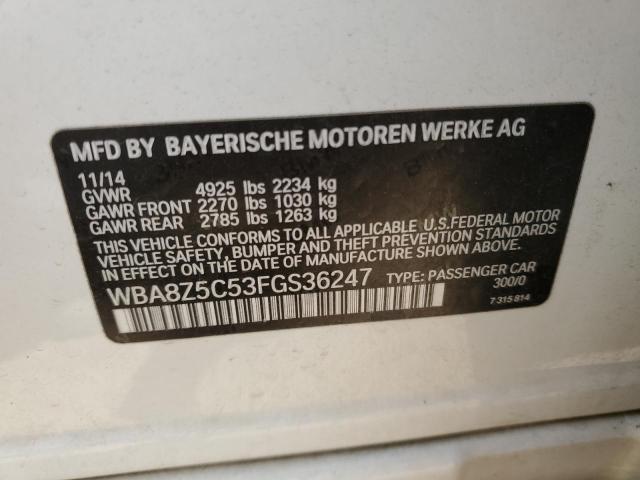 MFD BY BAYERISCHE MOTOREN WERKE AG
11/14
GVWR 4925 lbs 2234 kg
GAWR FRONT 2270 lbs 1030 kg
GAWR REAR 2785 lbs 1263 kg
THIS VEHICLE CONFORMS TO ALL APPLICABLE U.S.FEDERAL MOTOR
VEHICLE SAFETY, BUMPER AND THEFT PREVENTION STANDARDS
IN EFFECT ON THE DATE OF MANUFACTURE SHOWN ABOVE.
WBA8Z5C53FGS36247 TYPE: PASSENGER CAR
300/0
7 315 814